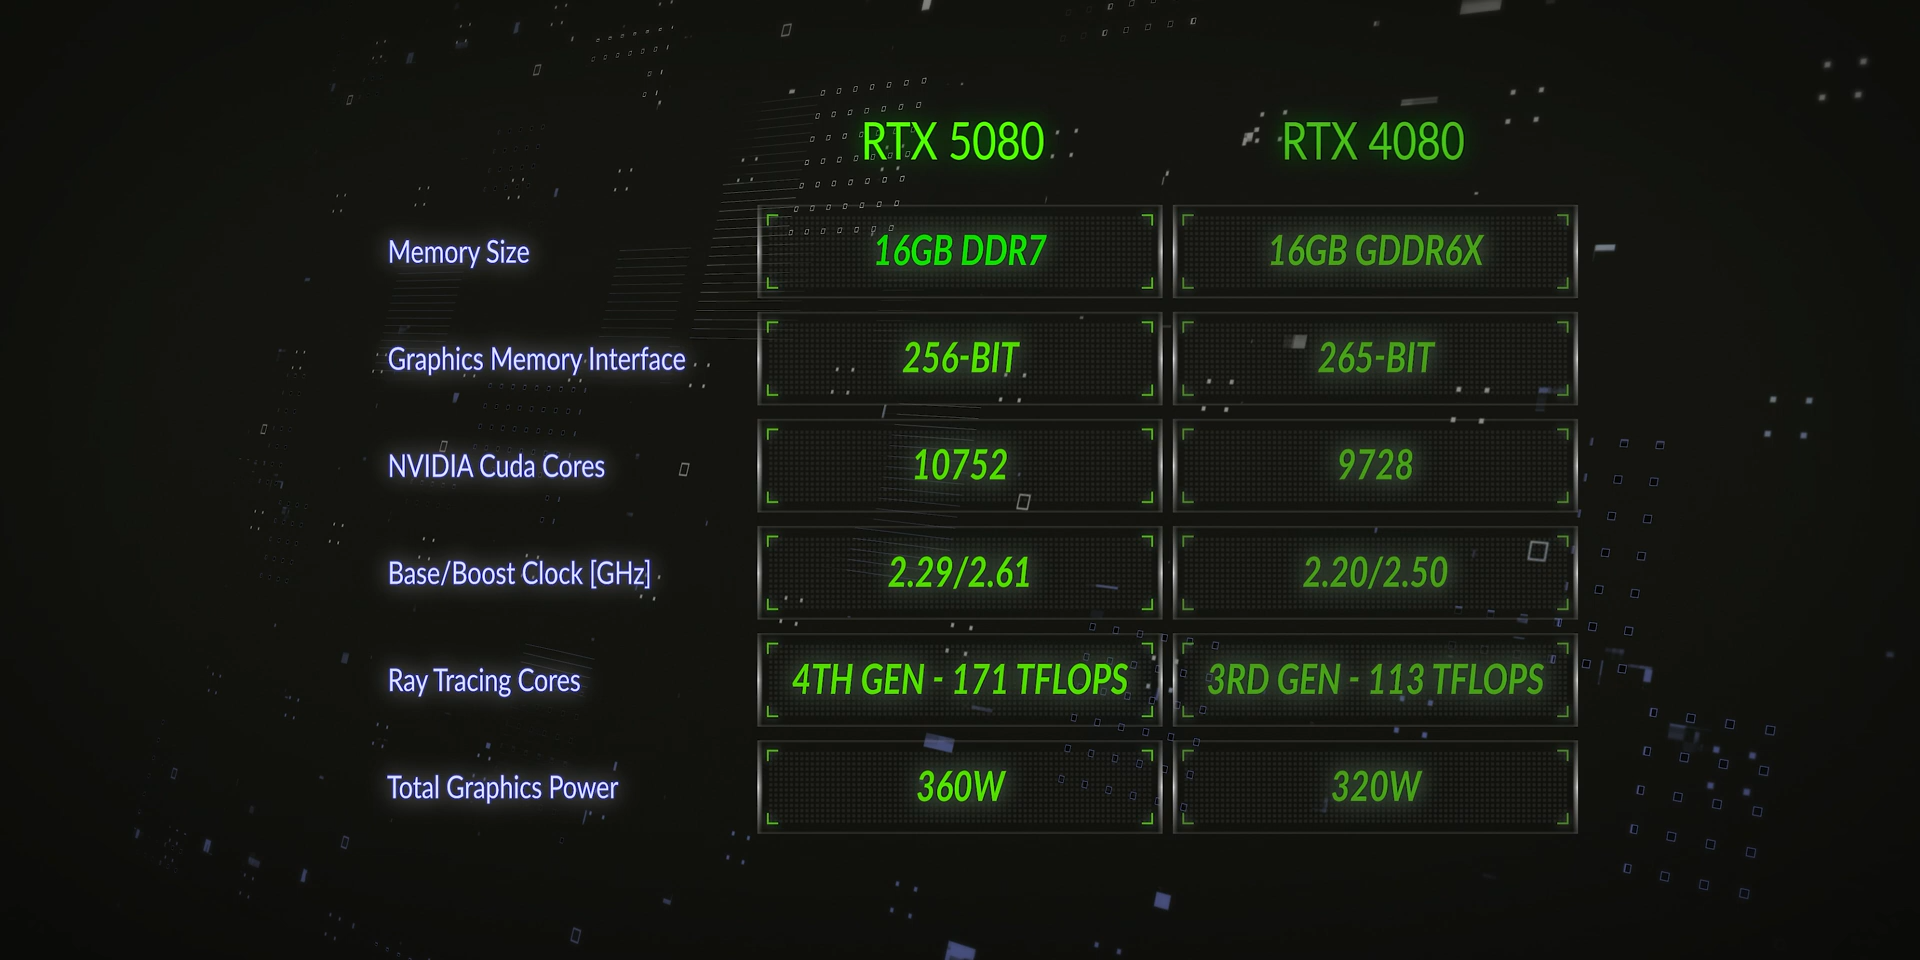 RTX 5080 RTX 4080
Memory Size 16GB DDR7 16GB GDDR6X
Graphics Memory Interface 256-BIT 265-BIT
NVIDIA Cuda Cores 10752 9728
Base/Boost Clock [GHz] 2.29/2.61 2.20/2.50
Ray Tracing Cores 4TH GEN - 171 TFLOPS 3RD GEN - 113 TFLOPS
Total Graphics Power 360W 320W